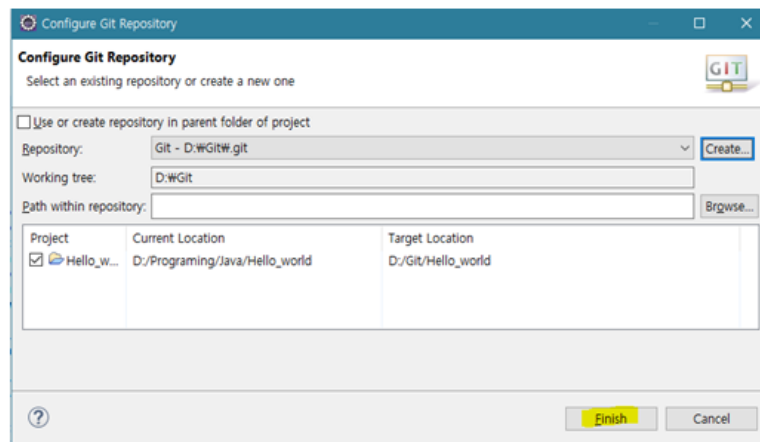 Configure Git Repository
Configure Git Repository
Select an existing repository or create a new one
GIT
Use or create repository in parent folder of project
Repository: Git - D:₩Git₩.git Create...
Working tree: D:₩Git
Path within repository: Browse...
Project Current Location Target Location
Hello_w... D:/Programing/Java/Hello_world D:/Git/Hello_world
? Finish Cancel